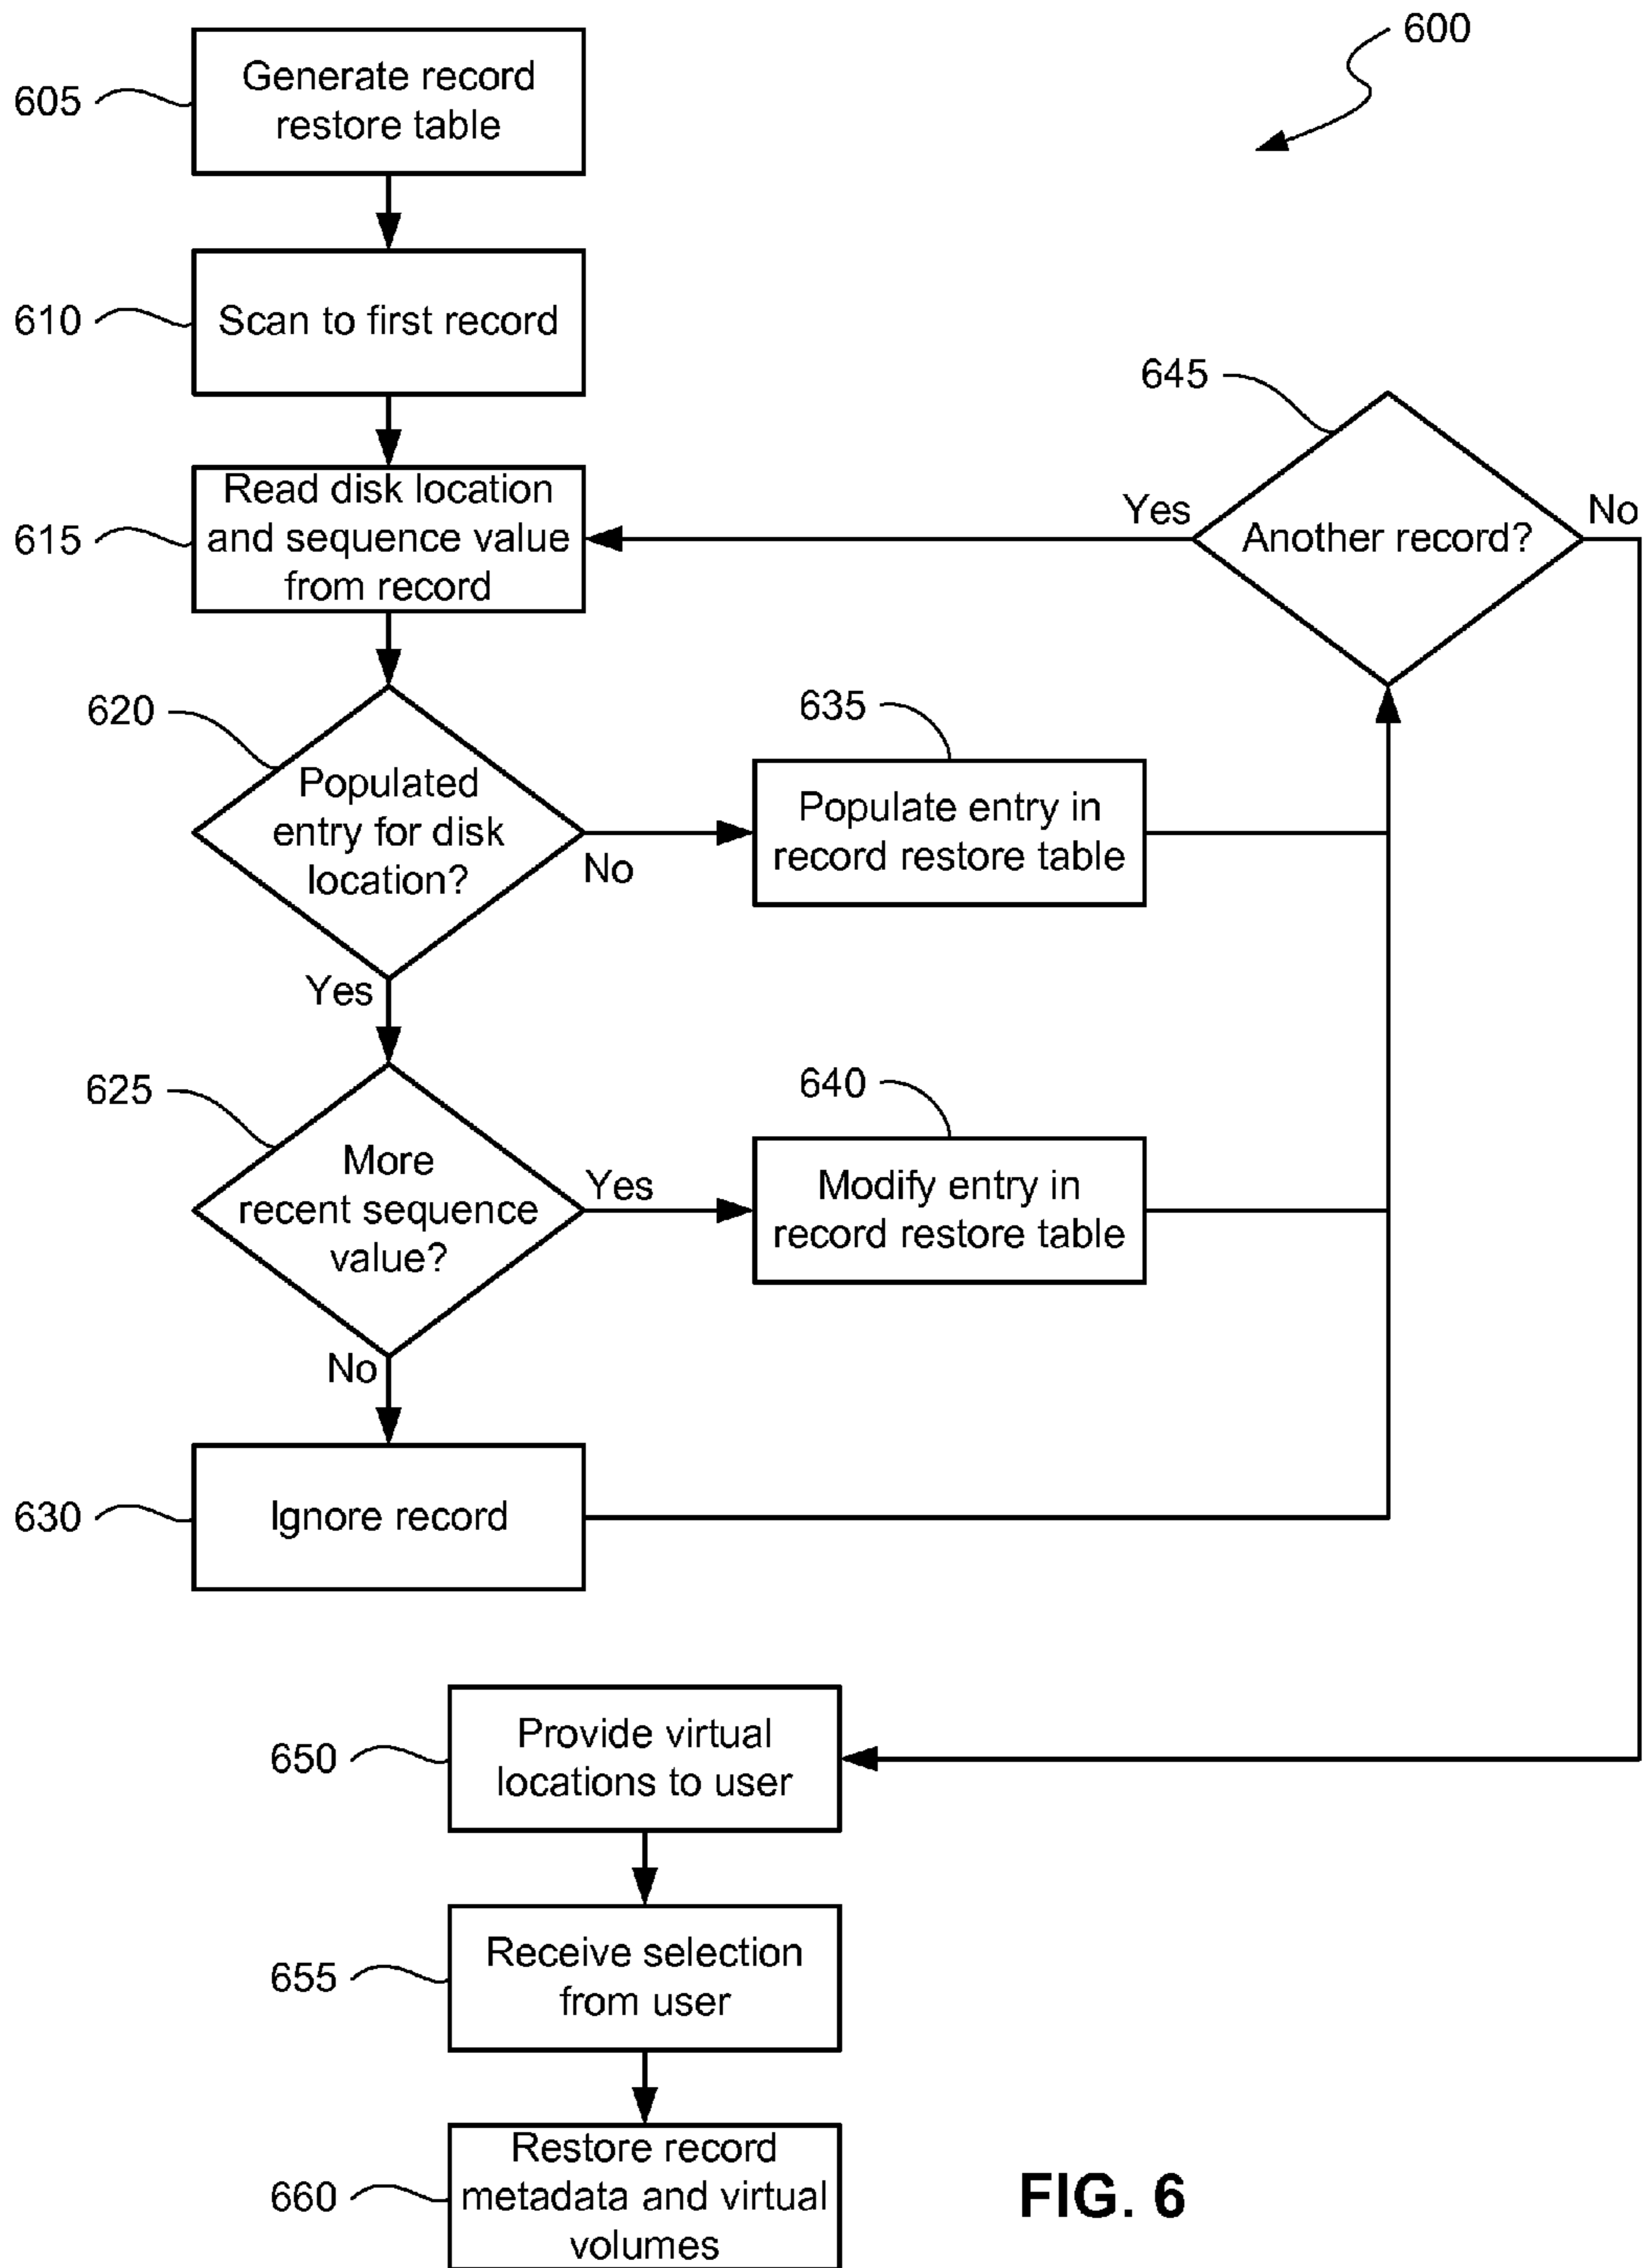 600
605
Generate record
restore table
610
Scan to first record
645
Another record?
Yes
No
615
Read disk location
and sequence value
from record
620
Populated
entry for disk
location?
No
Yes
635
Populate entry in
record restore table
625
More
recent sequence
value?
Yes
No
640
Modify entry in
record restore table
630
Ignore record
650
Provide virtual
locations to user
655
Receive selection
from user
660
Restore record
metadata and virtual
volumes
FIG. 6